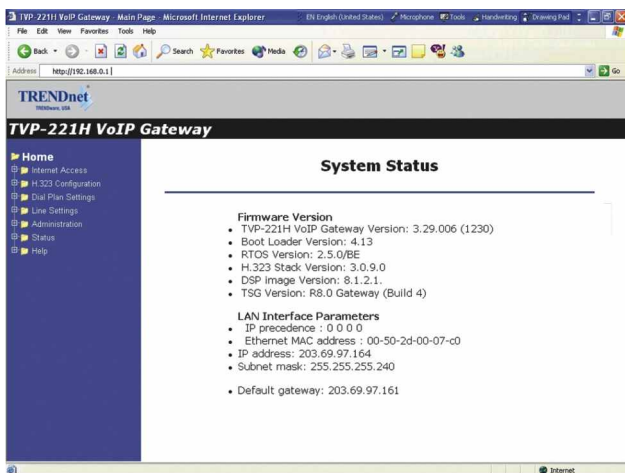 TVP-221H VoIP Gateway - Main Page - Microsoft Internet Explorer
EN English (United States) Microphone Tools Handwriting Drawing Pad
File Edit View Favorites Tools Help
Back Search Favorites Media
Address http://192.168.0.1 Go
TRENDnet
TRENDware, USA
TVP-221H VoIP Gateway
Home
Internet Access
H.323 Configuration
Dial Plan Settings
Line Settings
Administration
Status
Help
System Status
Firmware Version
• TVP-221H VoIP Gateway Version: 3.29.006 (1230)
• Boot Loader Version: 4.13
• RTOS Version: 2.5.0/BE
• H.323 Stack Version: 3.0.9.0
• DSP image Version: 8.1.2.1.
• TSG Version: R8.0 Gateway (Build 4)
LAN Interface Parameters
• IP precedence : 0 0 0 0
• Ethernet MAC address : 00-50-2d-00-07-c0
• IP address: 203.69.97.164
• Subnet mask: 255.255.255.240
• Default gateway: 203.69.97.161
Internet